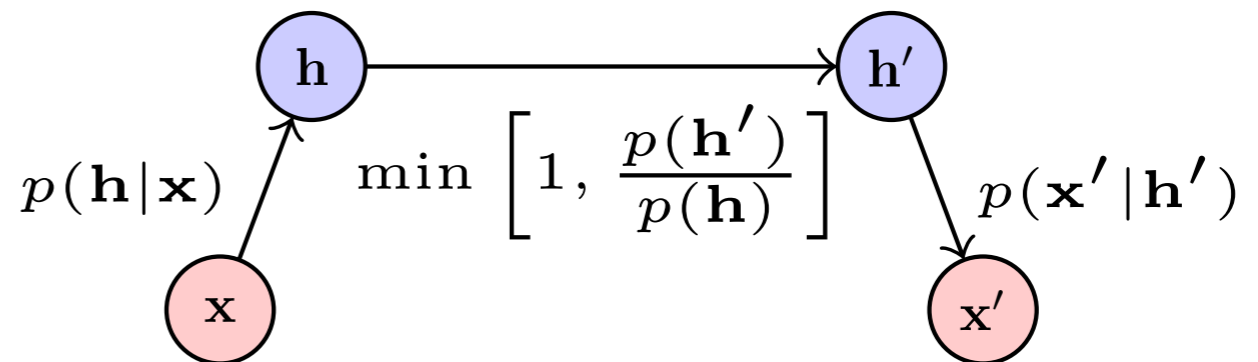 h h′
p(h|x) min [1, p(h′)/p(h)] p(x′|h′)
x x′